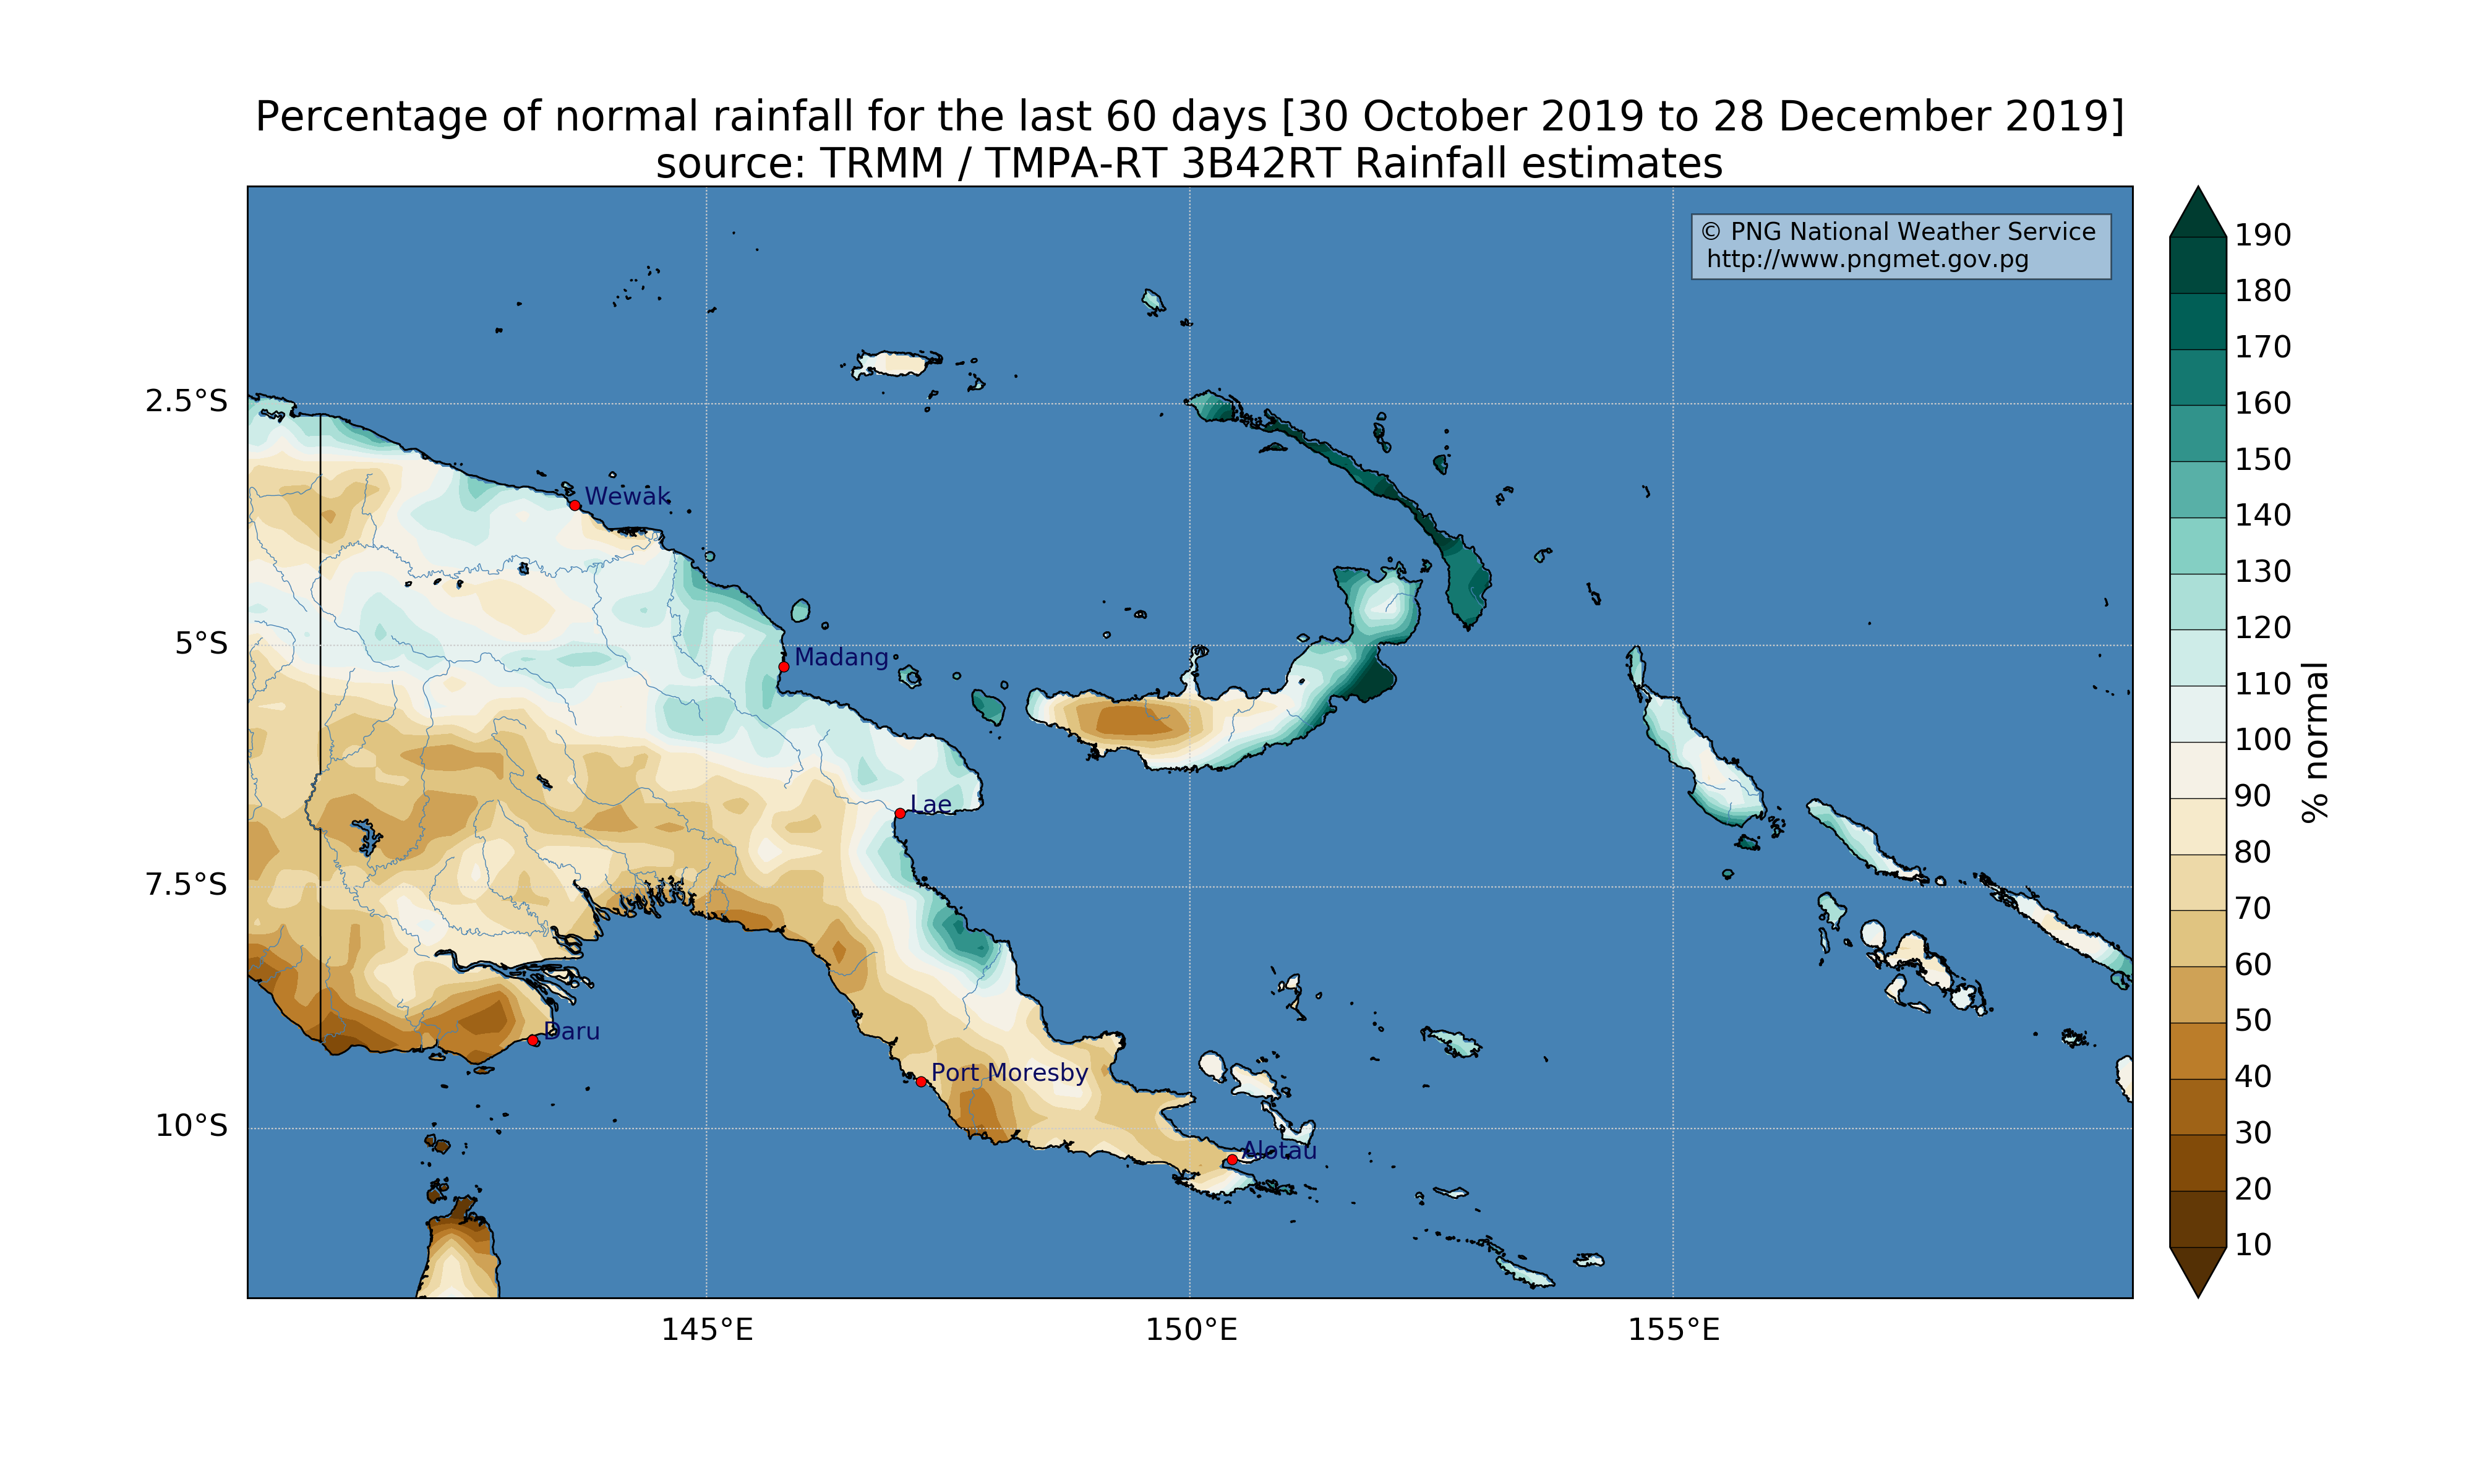 Percentage of normal rainfall for the last 60 days [30 October 2019 to 28 December 2019]
source: TRMM / TMPA-RT 3B42RT Rainfall estimates
© PNG National Weather Service
http://www.pngmet.gov.pg
2.5°S
5°S
7.5°S
10°S
Wewak
Madang
Lae
Daru
Port Moresby
Alotau
145°E
150°E
155°E
190
180
170
160
150
140
130
120
110
100
90
80
70
60
50
40
30
20
10
% normal